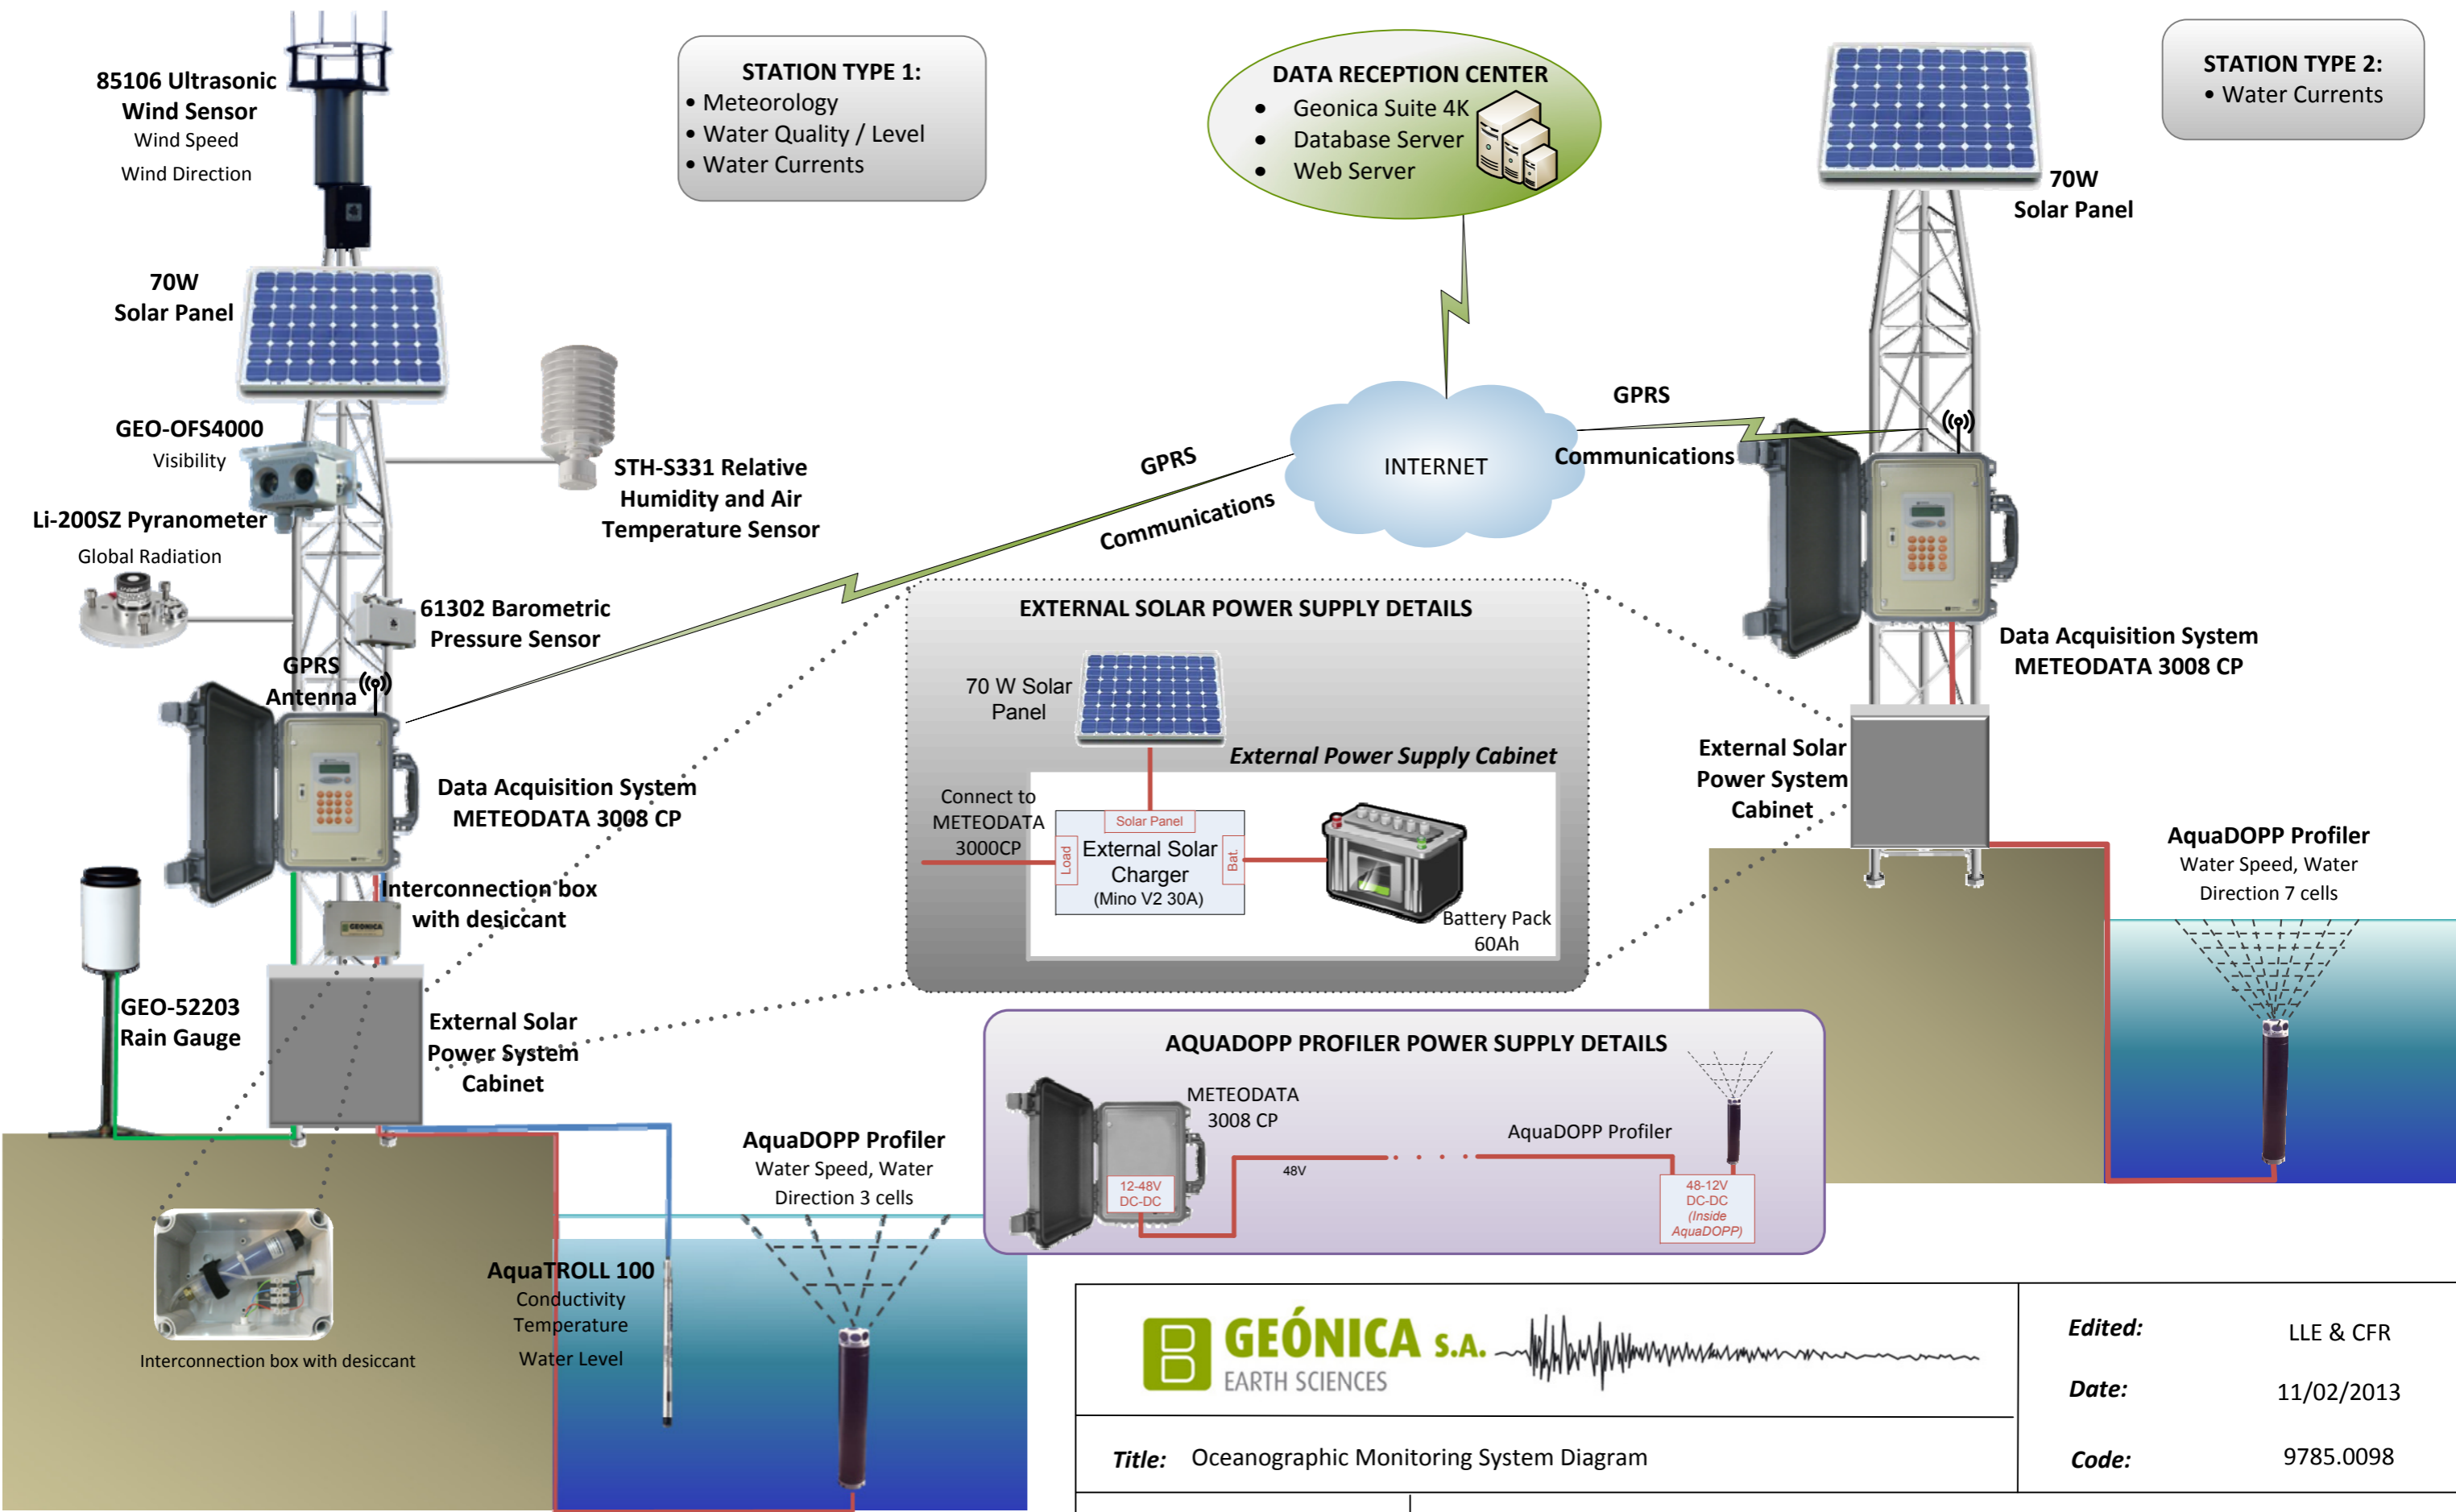 85106 Ultrasonic
Wind Sensor
Wind Speed
Wind Direction
STATION TYPE 1:
• Meteorology
• Water Quality / Level
• Water Currents
DATA RECEPTION CENTER
• Geonica Suite 4K
• Database Server
• Web Server
STATION TYPE 2:
• Water Currents
70W
Solar Panel
70W
Solar Panel
GEO-OFS4000
Visibility
STH-S331 Relative
Humidity and Air
Temperature Sensor
Li-200SZ Pyranometer
Global Radiation
61302 Barometric
Pressure Sensor
GPRS
Antenna
GPRS
Communications
INTERNET
GPRS
Communications
Data Acquisition System
METEODATA 3008 CP
Data Acquisition System
METEODATA 3008 CP
EXTERNAL SOLAR POWER SUPPLY DETAILS
70 W Solar
Panel
External Power Supply Cabinet
Connect to
METEODATA
3000CP
Solar Panel
Load
External Solar
Charger
(Mino V2 30A)
Bat.
Battery Pack
60Ah
External Solar
Power System
Cabinet
AquaDOPP Profiler
Water Speed, Water
Direction 7 cells
Interconnection box
with desiccant
GEONICA
GEO-52203
Rain Gauge
External Solar
Power System
Cabinet
AQUADOPP PROFILER POWER SUPPLY DETAILS
METEODATA
3008 CP
12-48V
DC-DC
48V
AquaDOPP Profiler
48-12V
DC-DC
(Inside
AquaDOPP)
AquaDOPP Profiler
Water Speed, Water
Direction 3 cells
AquaTROLL 100
Conductivity
Temperature
Water Level
Interconnection box with desiccant
GEÓNICA S.A.
EARTH SCIENCES
Edited: LLE & CFR
Date: 11/02/2013
Code: 9785.0098
Title: Oceanographic Monitoring System Diagram